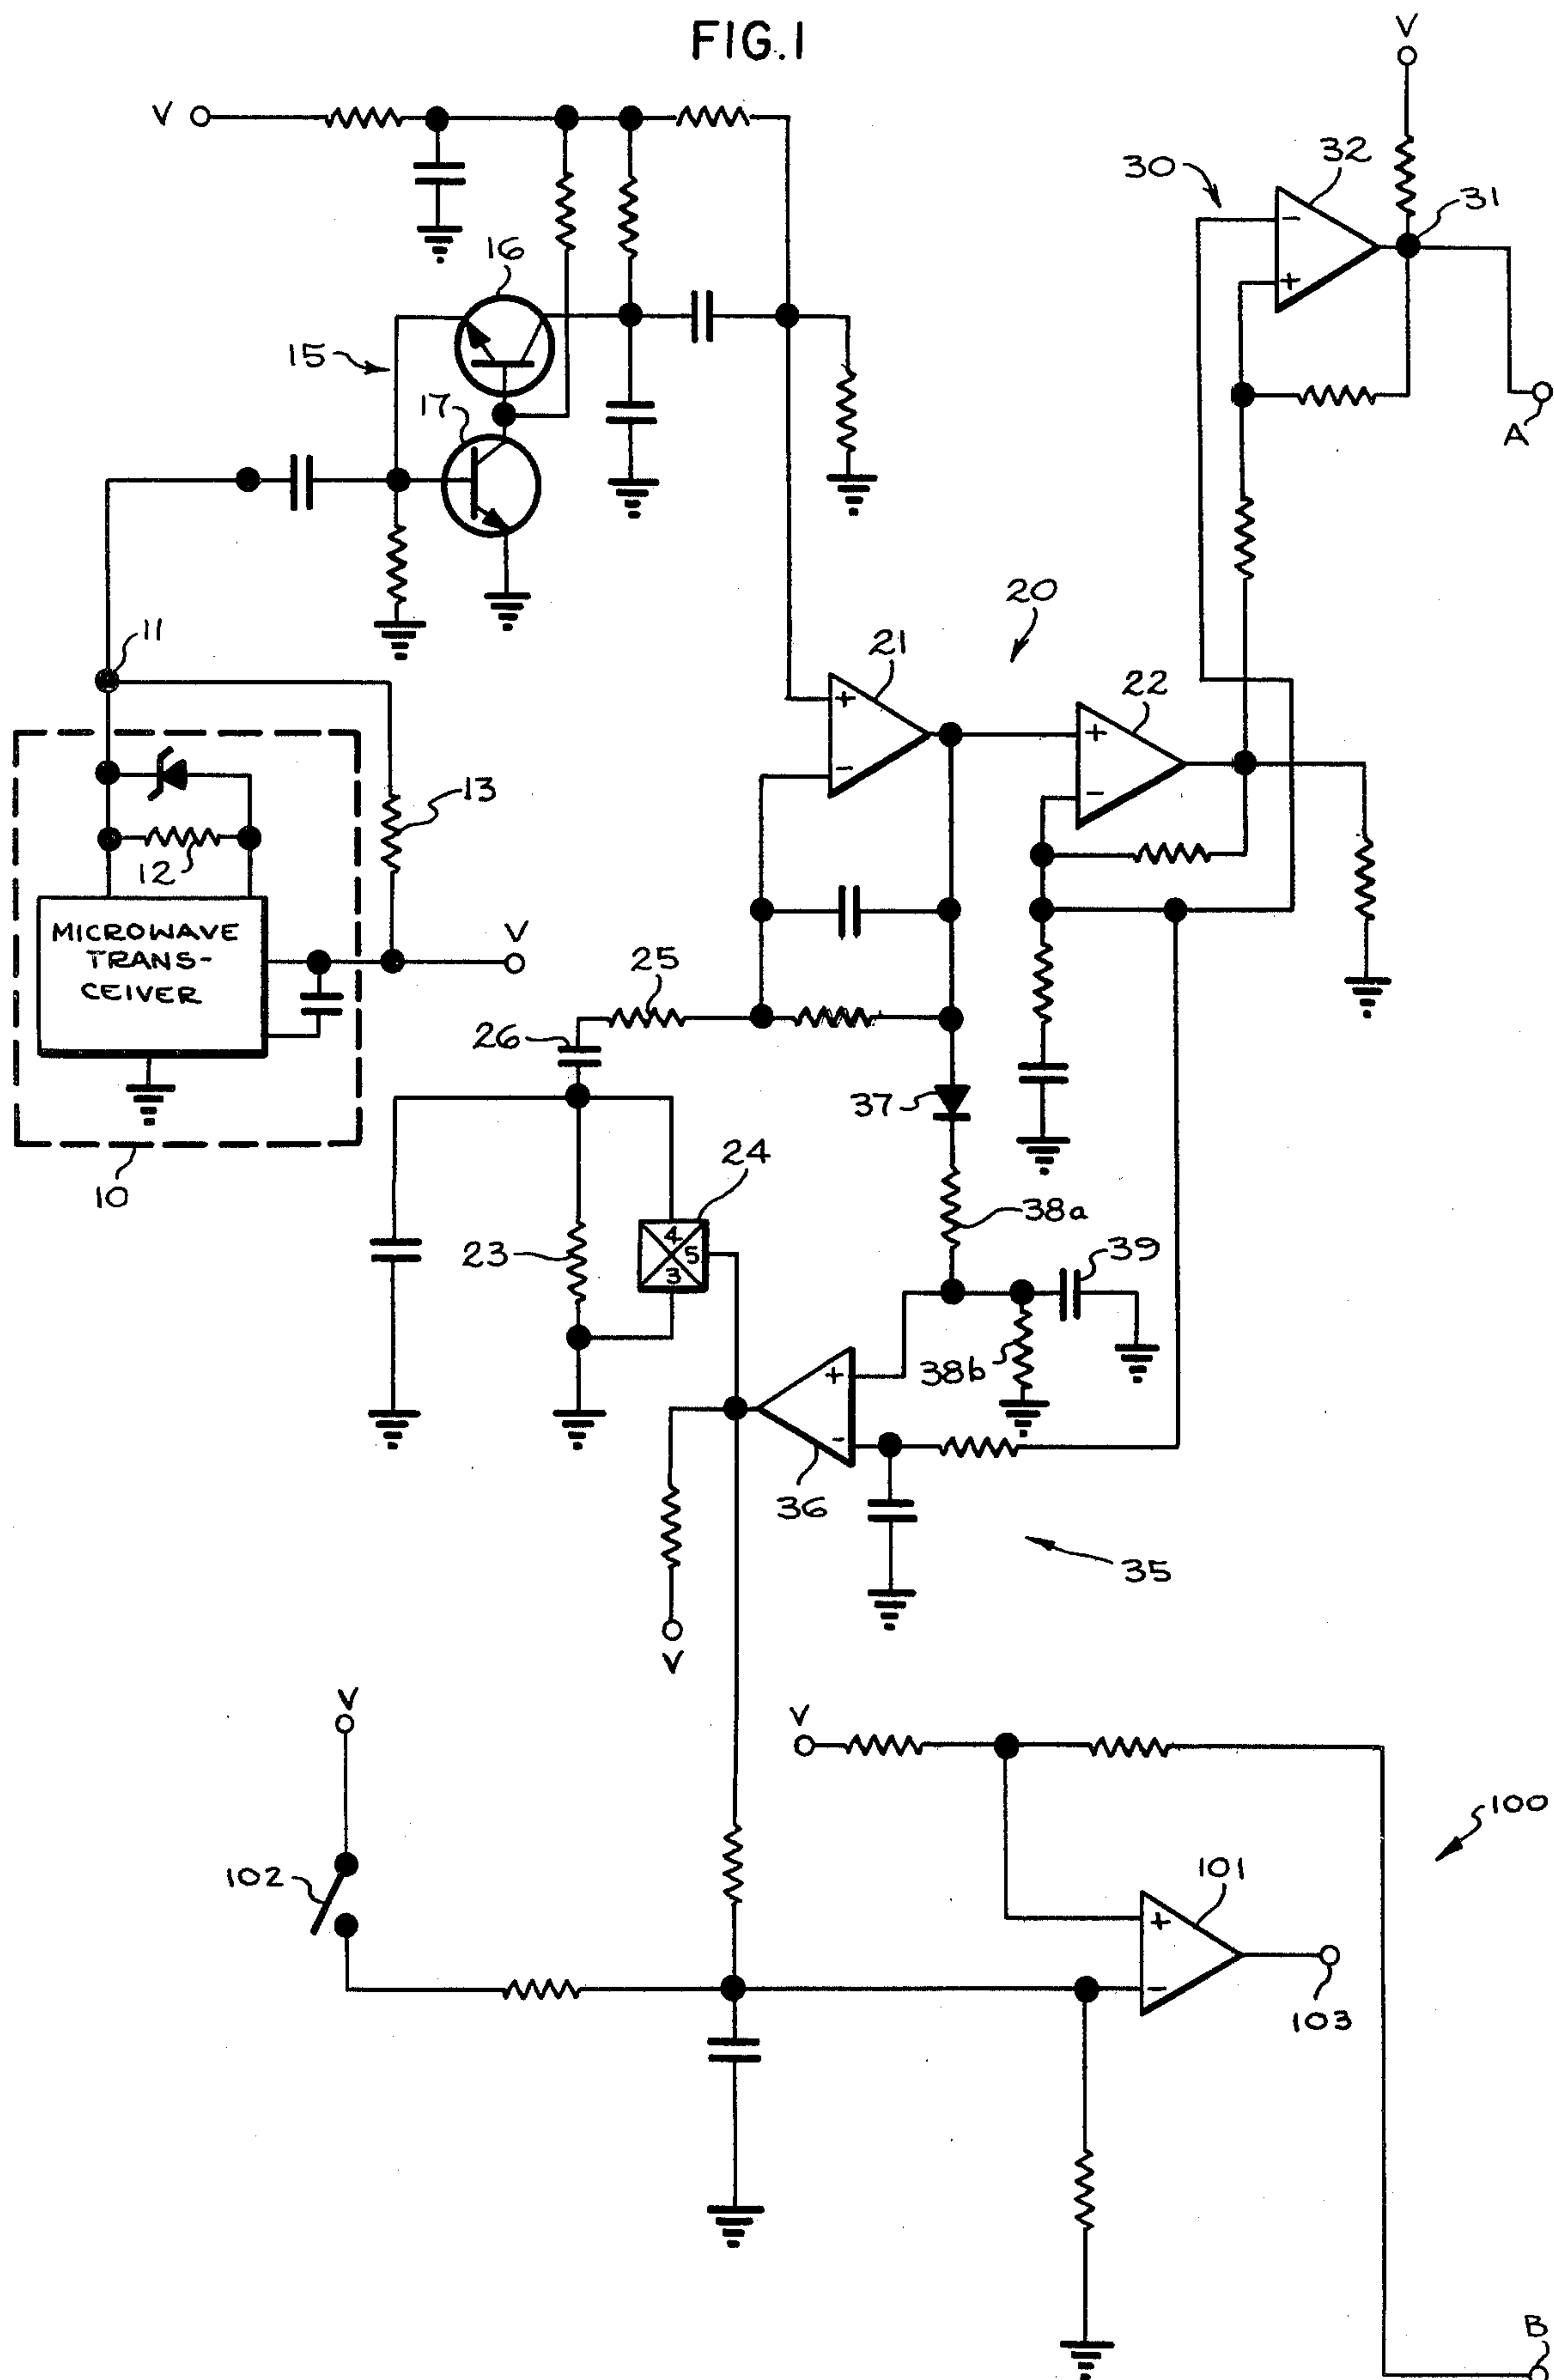 FIG.1
V
V
32
30
31
16
15
17
A
-
+
11
20
21
22
+
-
+
-
13
12
MICROWAVE
TRANS-
CEIVER
V
25
26
37
10
24
38a
4
5
3
23
39
38b
+
-
36
35
V
V
V
100
102
101
+
-
103
B